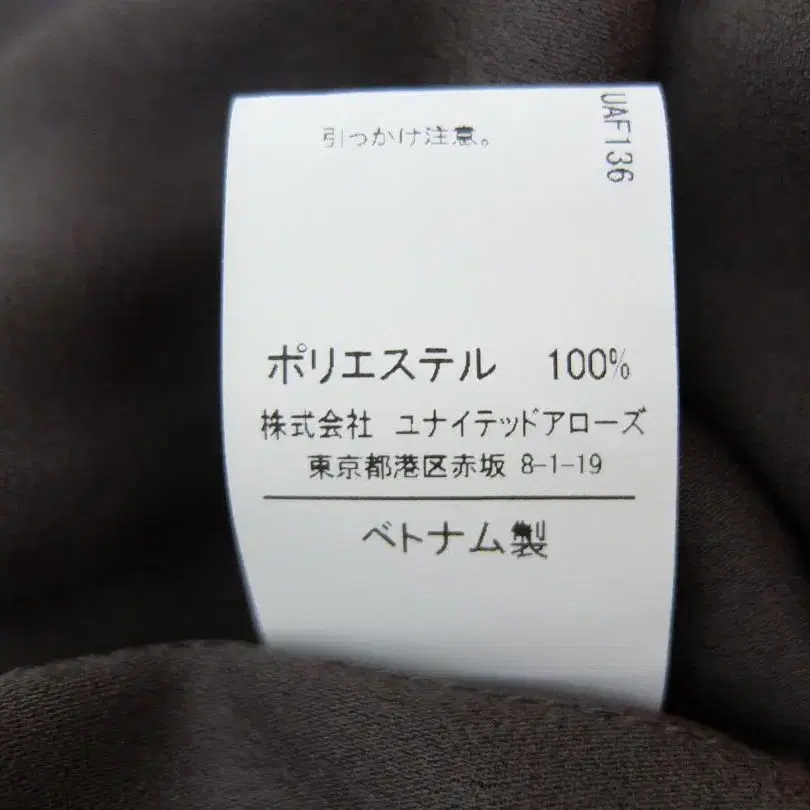 引っかけ注意。
UAF136
ポリエステル 100%
株式会社 ユナイテッドアローズ
東京都港区赤坂 8-1-19
ベトナム製